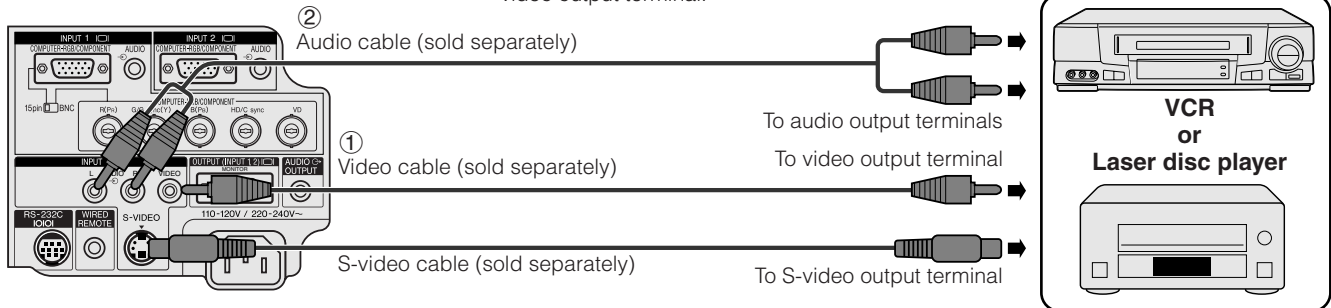 video output terminal.
②
Audio cable (sold separately)
INPUT 1
INPUT 2
COMPUTER-RGB/COMPONENT
AUDIO
COMPUTER-RGB/COMPONENT
AUDIO
15pin BNC
R(PR)
B(PB)
HD/C sync
VD
To audio output terminals
VCR
or
Laser disc player
①
Video cable (sold separately)
To video output terminal
INPUT
L
R
VIDEO
OUTPUT (INPUT 1,2)
MONITOR
AUDIO
OUTPUT
RS-232C
IOIOI
WIRED
REMOTE
S-VIDEO
110-120V / 220-240V~
S-video cable (sold separately)
To S-video output terminal